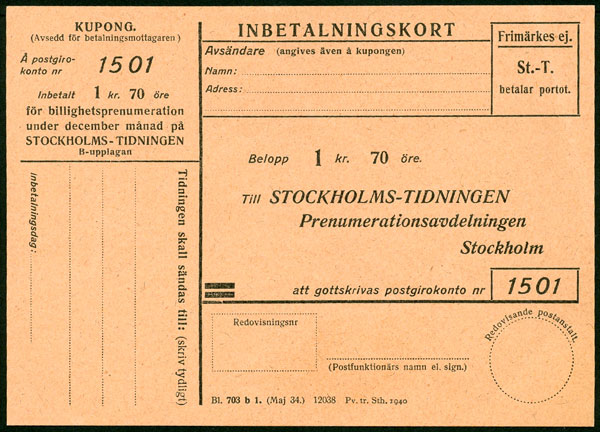 KUPONG.
(Avsedd för betalningsmottagaren)
Å postgiro-
konto nr 1501
Inbetalt 1 kr. 70 öre
för billighetsprenumeration
under december månad på
STOCKHOLMS-TIDNINGEN
B-upplagan
Inbetalningsdag:
Tidningen skall sändas till: (skriv tydligt)
INBETALNINGSKORT
Avsändare (angives även å kupongen)
Namn:
Adress:
Frimärkes ej.
St.-T.
betalar portot.
Belopp 1 kr. 70 öre.
Till STOCKHOLMS-TIDNINGEN
Prenumerationsavdelningen
Stockholm
att gottskrivas postgirokonto nr 1501
Redovisningsnr
(Postfunktionärs namn el. sign.)
Redovisande postanstalt.
Bl. 703 b 1. (Maj 34.) 12038 Pv. tr. Sth. 1940